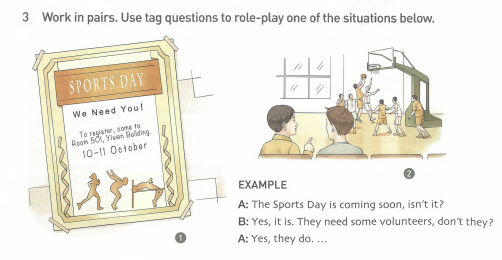 3 Work in pairs. Use tag questions to role-play one of the situations below.
SPORTS DAY
We Need You!
To register, come to
Room 501, Yiwen Building.
10–11 October
1
2
EXAMPLE
A: The Sports Day is coming soon, isn't it?
B: Yes, it is. They need some volunteers, don't they?
A: Yes, they do. ...